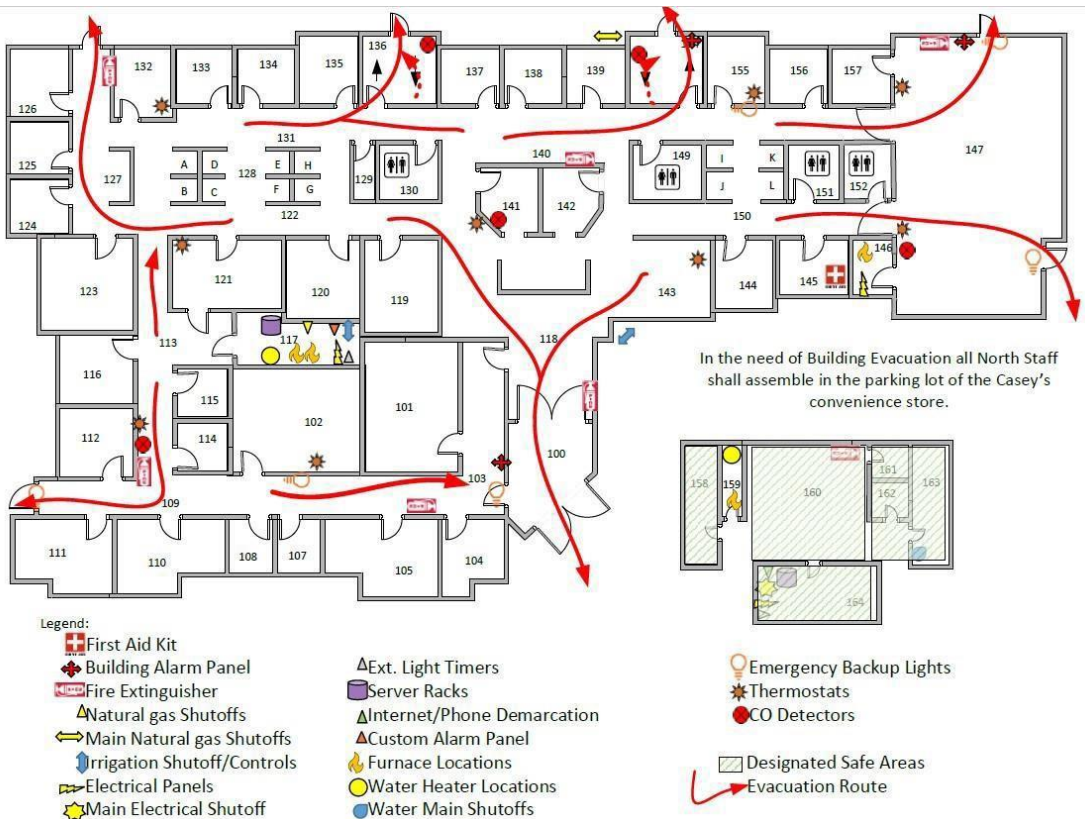 136
132
133
134
135
137
138
139
155
156
157
126
131
125
140
147
A
D
E
H
149
I
K
127
128
129
130
B
C
F
G
J
L
151
152
124
141
142
122
150
146
121
123
120
119
143
144
145
113
117
118
In the need of Building Evacuation all North Staff
shall assemble in the parking lot of the Casey's
convenience store.
116
115
101
102
112
114
100
103
161
158
159
160
162
163
109
111
110
108
107
105
104
164
Legend:
First Aid Kit
Building Alarm Panel
Fire Extinguisher
Natural gas Shutoffs
Main Natural gas Shutoffs
Irrigation Shutoff/Controls
Electrical Panels
Main Electrical Shutoff
Ext. Light Timers
Server Racks
Internet/Phone Demarcation
Custom Alarm Panel
Furnace Locations
Water Heater Locations
Water Main Shutoffs
Emergency Backup Lights
Thermostats
CO Detectors
Designated Safe Areas
Evacuation Route